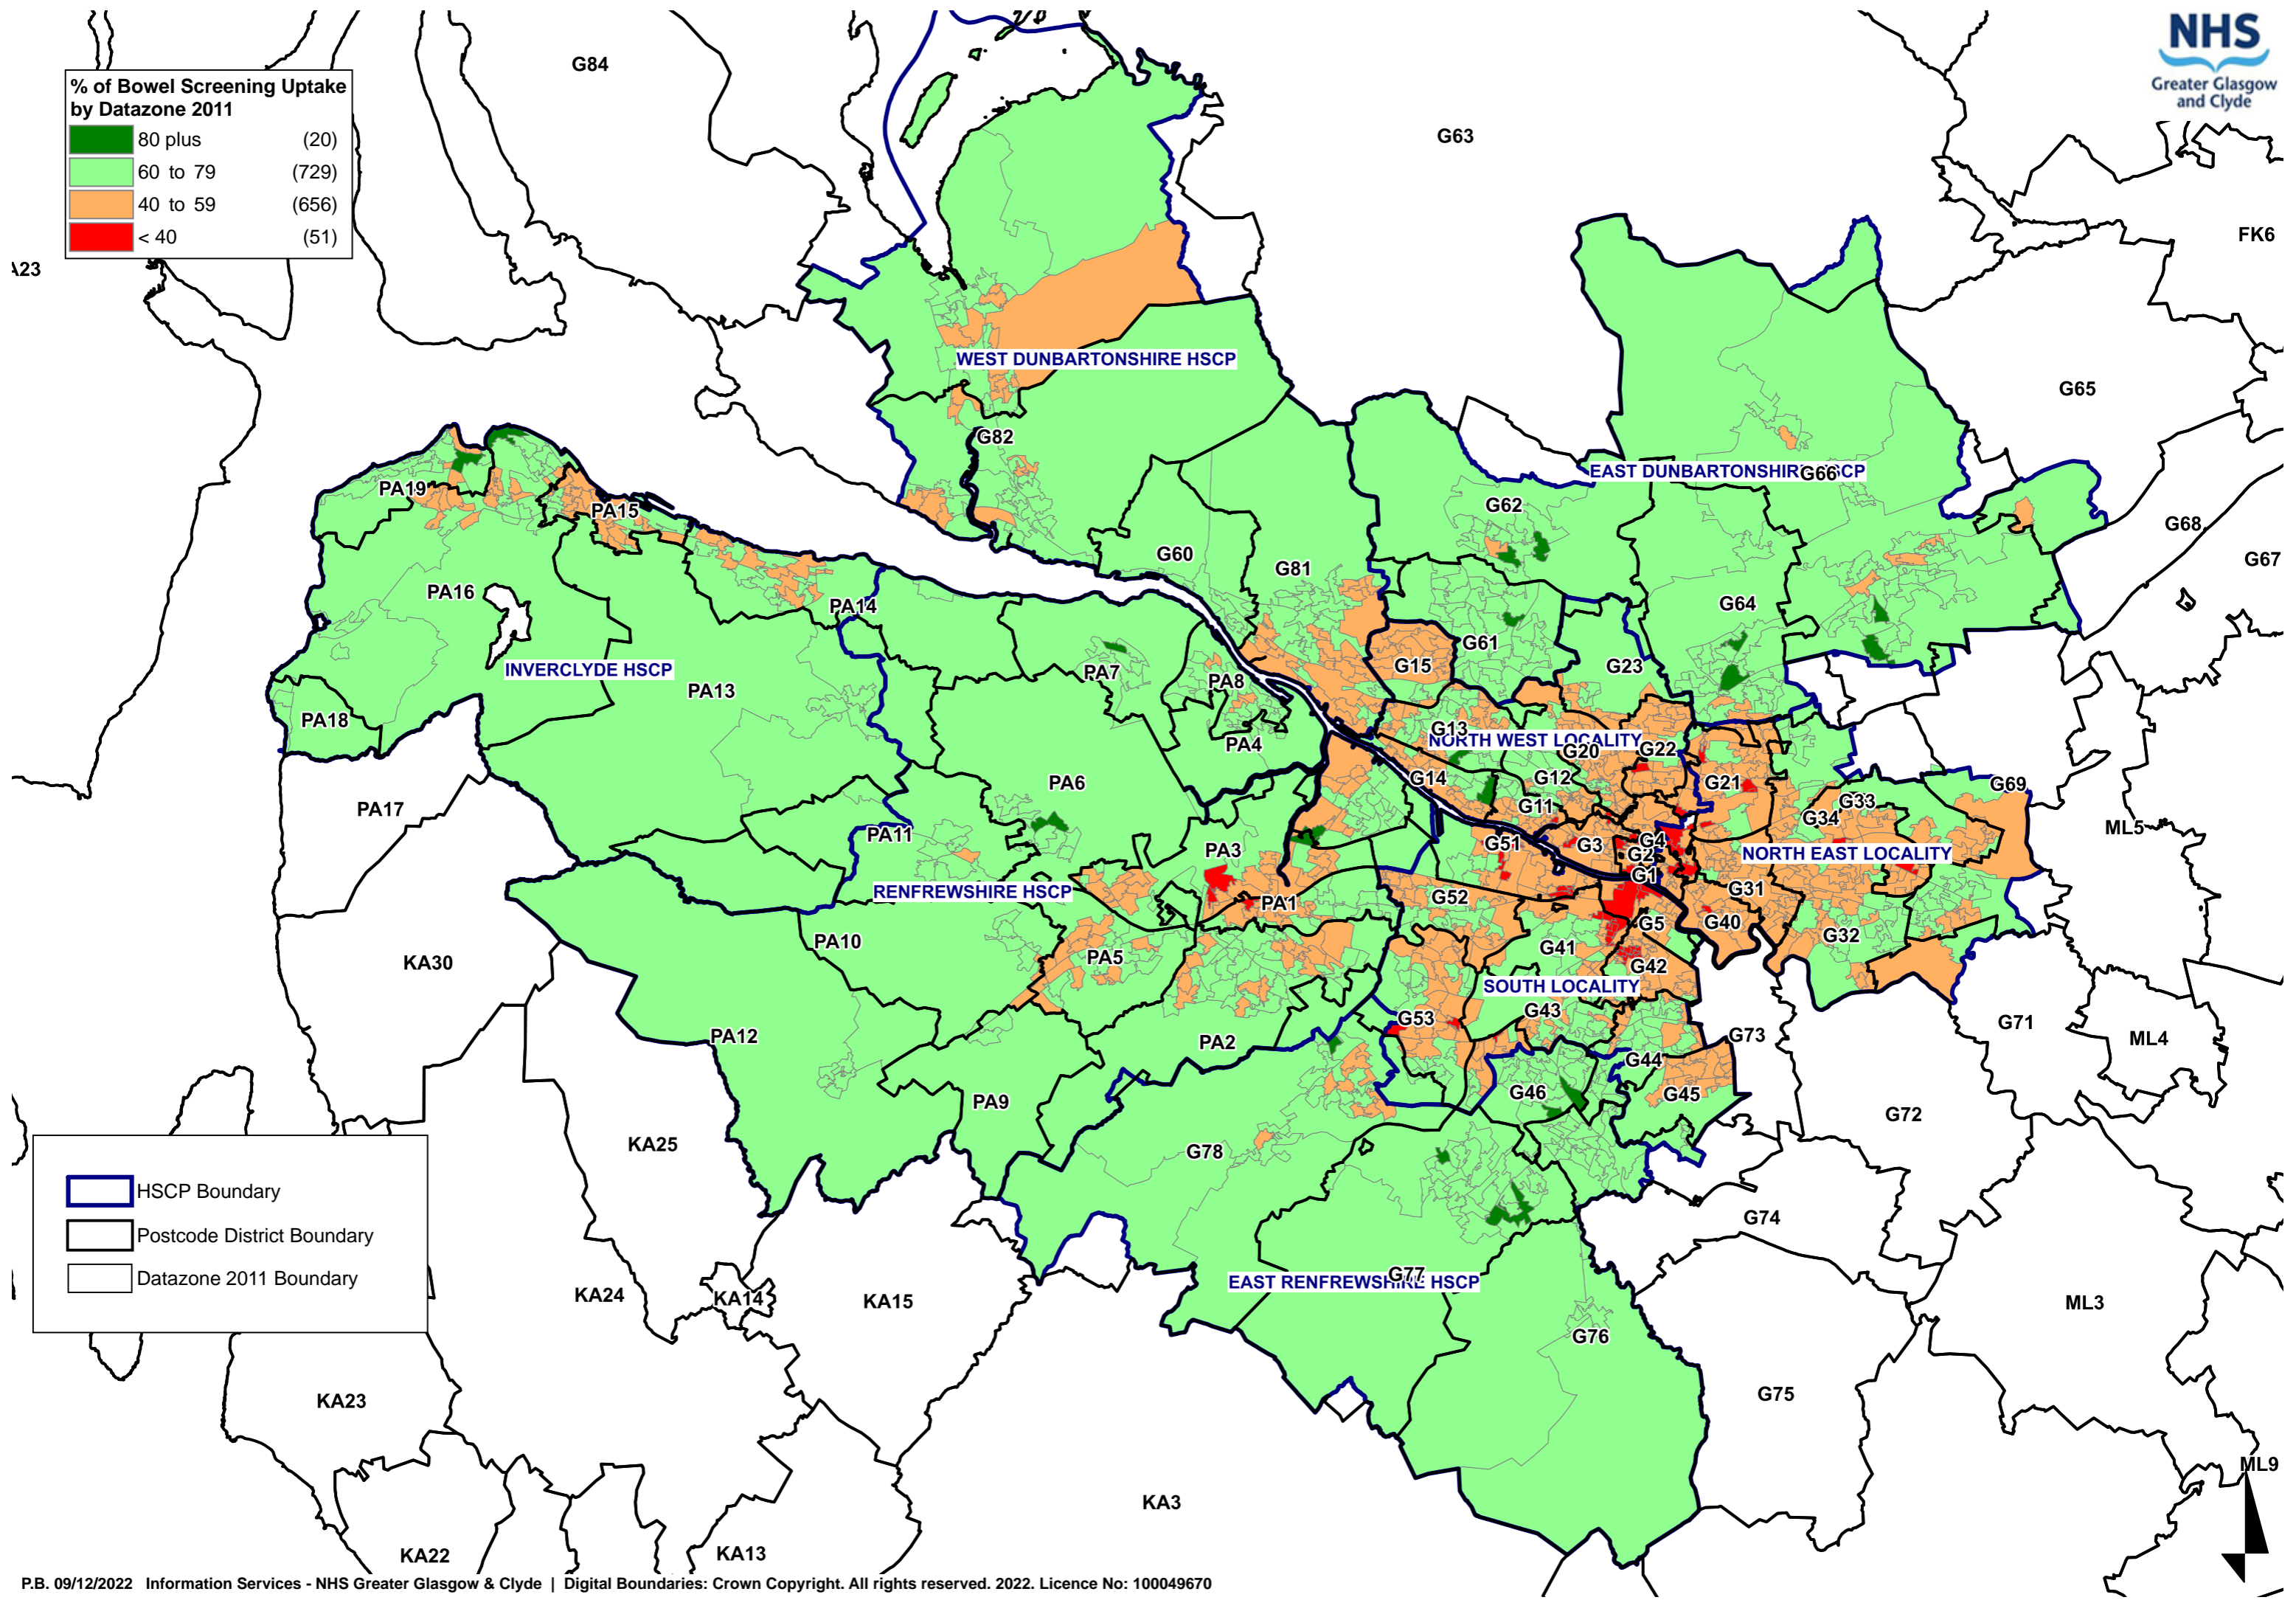 NHS
Greater Glasgow
and Clyde
% of Bowel Screening Uptake
by Datazone 2011
80 plus (20)
60 to 79 (729)
40 to 59 (656)
< 40 (51)
G84
G63
FK6
A23
WEST DUNBARTONSHIRE HSCP
G65
G82
EAST DUNBARTONSHIRE HSCP
G66
PA19
PA15
G62
G68
G60
G81
G67
PA16
PA14
G64
G61
G15
G23
INVERCLYDE HSCP
PA13
PA7
PA8
PA18
G13
NORTH WEST LOCALITY
G20
G22
PA4
PA6
G14
G12
G21
G69
PA17
G11
G33
G34
PA11
ML5
PA3
G51
G3
G4
G2
NORTH EAST LOCALITY
G1
RENFREWSHIRE HSCP
PA1
G52
G31
G5
G40
PA10
G41
G32
KA30
PA5
G42
SOUTH LOCALITY
G53
G43
G71
PA12
PA2
G73
ML4
G44
G46
G45
PA9
G72
KA25
G78
HSCP Boundary
Postcode District Boundary
Datazone 2011 Boundary
G74
EAST RENFREWSHIRE HSCP
G77
KA24
KA14
KA15
ML3
G76
KA23
G75
ML9
KA3
KA22
KA13
P.B. 09/12/2022 Information Services - NHS Greater Glasgow & Clyde | Digital Boundaries: Crown Copyright. All rights reserved. 2022. Licence No: 100049670